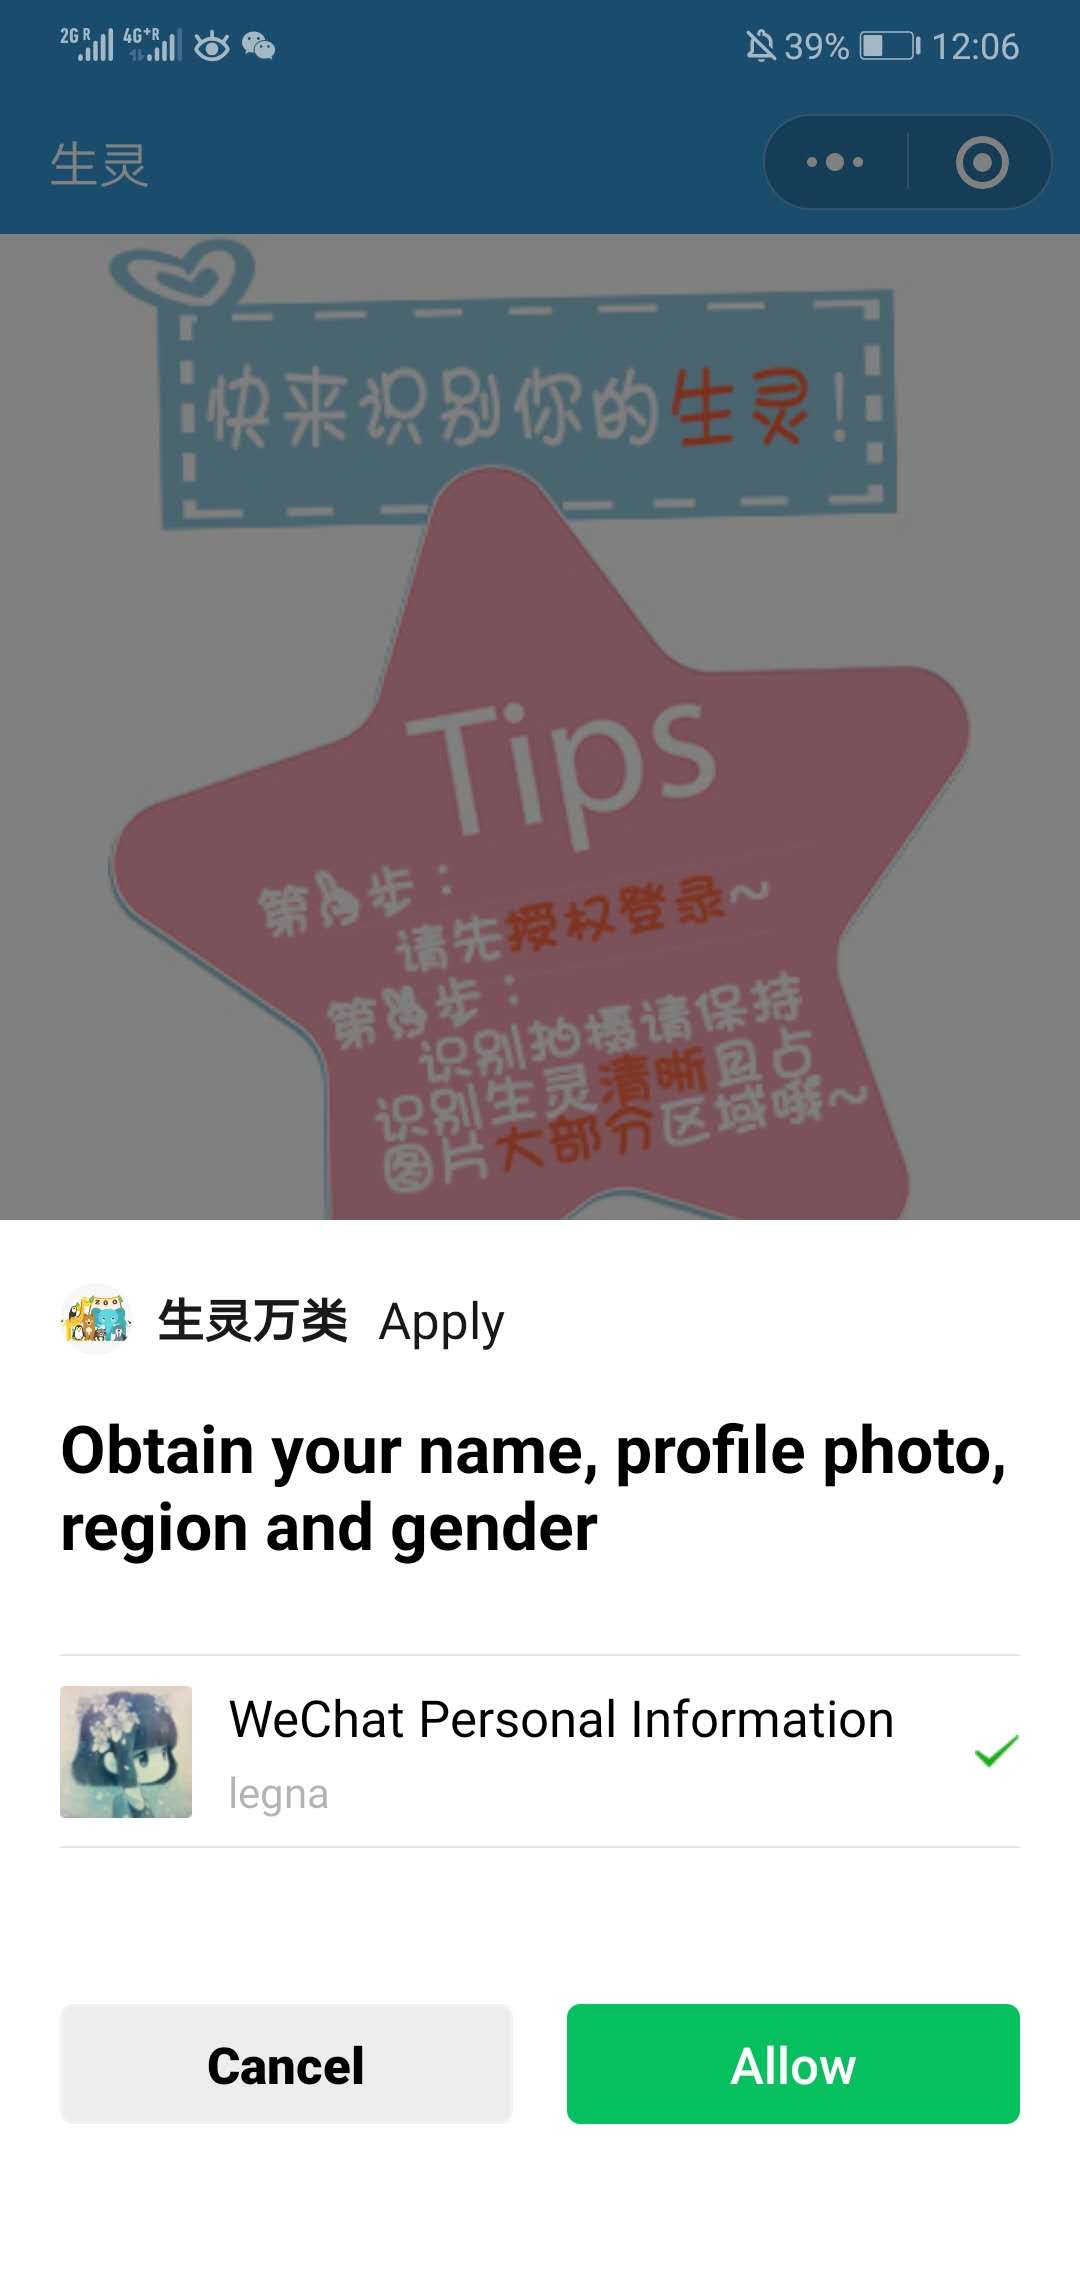 2G R 4G+R 39% 12:06
生灵
快来识别你的生灵!
Tips
第步：
请先授权登录~
第步：
识别拍摄请保持
识别生灵清晰且占
图片大部分区域哦~
ZOO
生灵万类 Apply
Obtain your name, profile photo,
region and gender
WeChat Personal Information
legna
Cancel
Allow